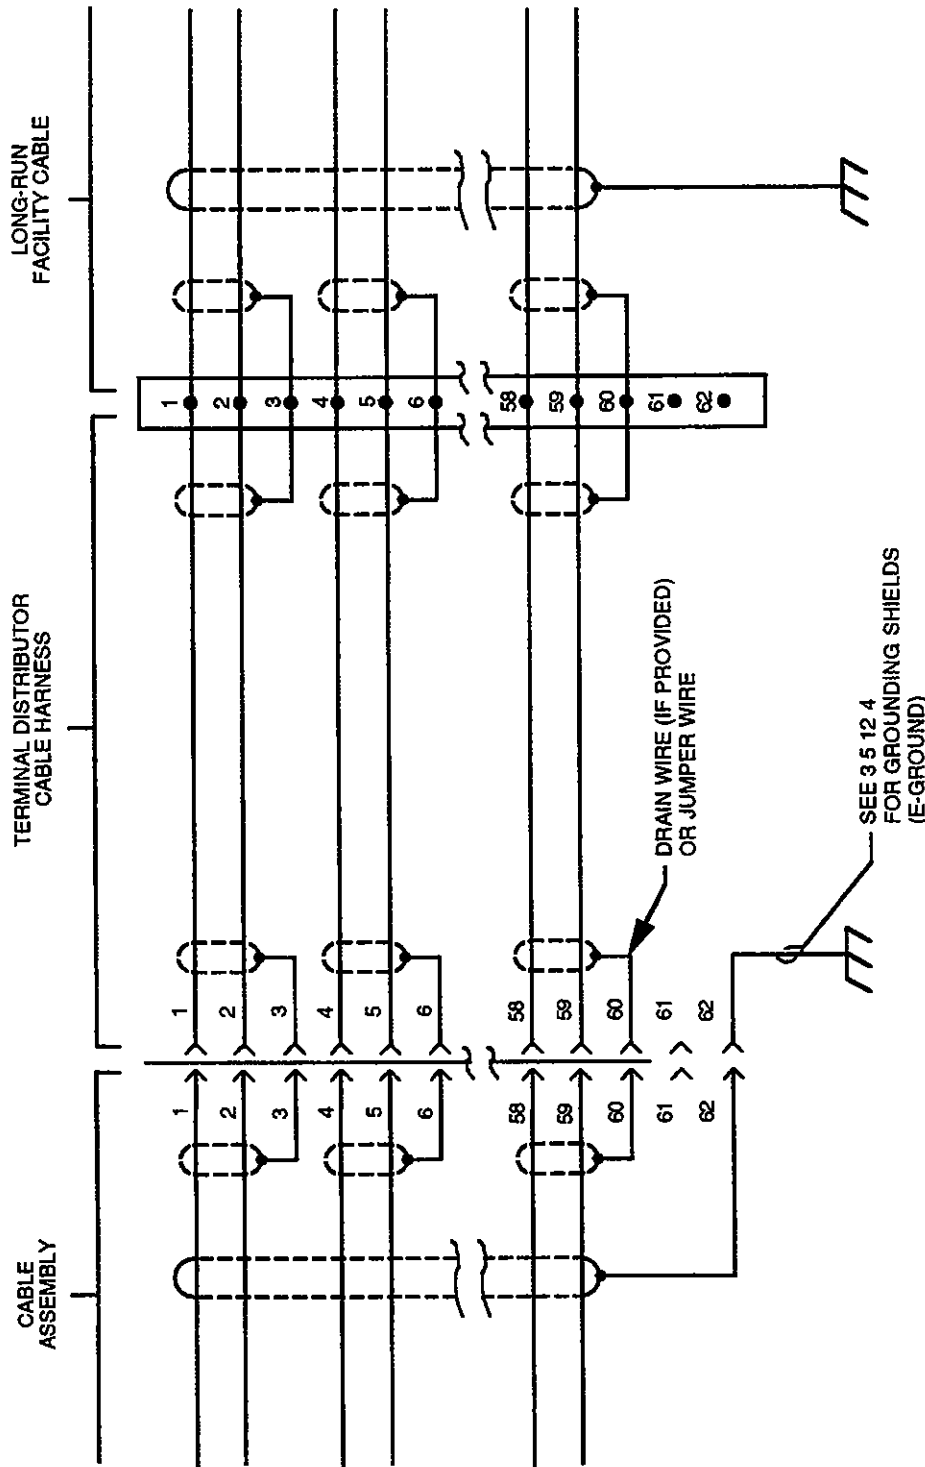 CABLE
ASSEMBLY
TERMINAL DISTRIBUTOR
CABLE HARNESS
LONG-RUN
FACILITY CABLE
1 1 1
2 2 2
3 3 3
4 4 4
5 5 5
6 6 6
58 58 58
59 59 59
60 60 60
61 61 61
62 62 62
DRAIN WIRE (IF PROVIDED)
OR JUMPER WIRE
SEE 3 5 12 4
FOR GROUNDING SHIELDS
(E-GROUND)